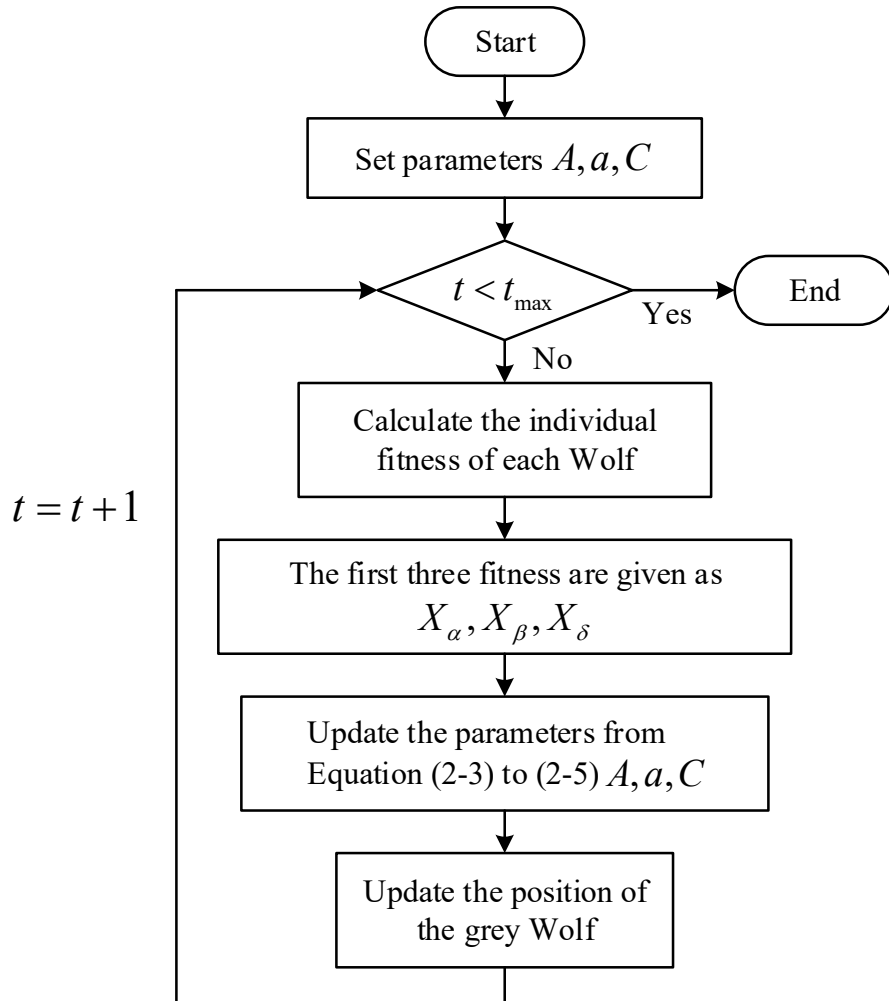 Start
Set parameters A, a, C
t < t_max
Yes
End
No
Calculate the individual
fitness of each Wolf
t = t + 1
The first three fitness are given as
X_α, X_β, X_δ
Update the parameters from
Equation (2-3) to (2-5) A, a, C
Update the position of
the grey Wolf